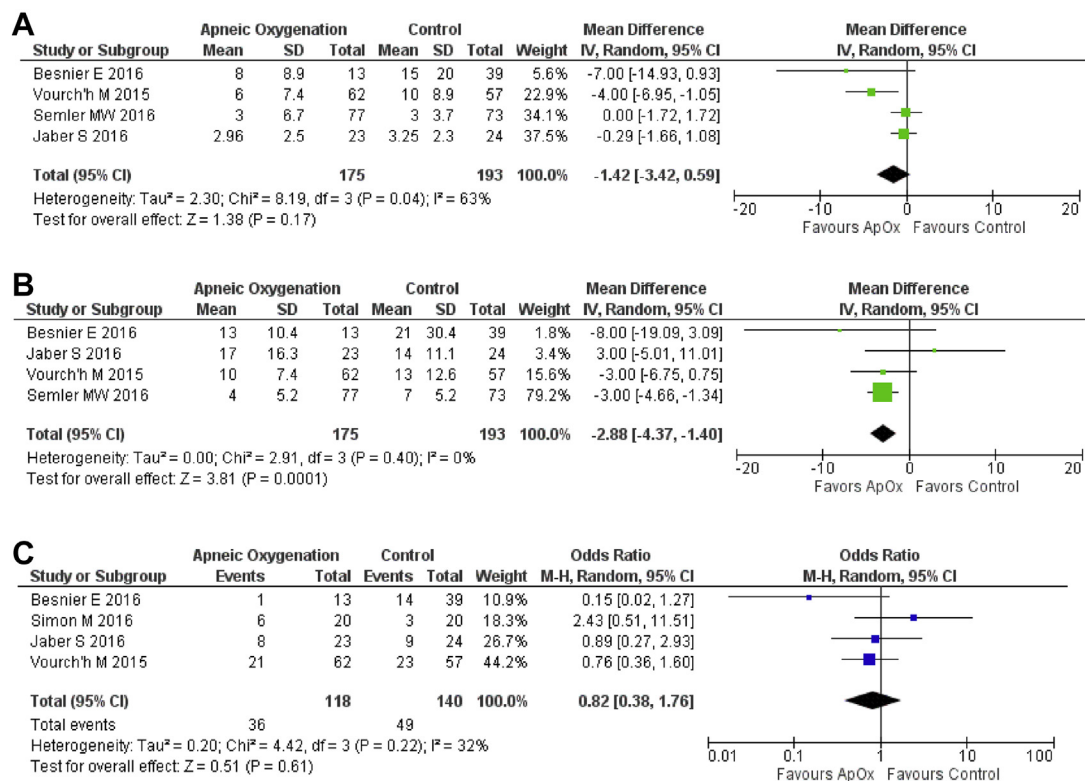 A
Apneic Oxygenation Control Mean Difference Mean Difference
Study or Subgroup Mean SD Total Mean SD Total Weight IV, Random, 95% CI IV, Random, 95% CI
Besnier E 2016 8 8.9 13 15 20 39 5.6% -7.00 [-14.93, 0.93]
Vourc'h M 2015 6 7.4 62 10 8.9 57 22.9% -4.00 [-6.95, -1.05]
Semler MW 2016 3 6.7 77 3 3.7 73 34.1% 0.00 [-1.72, 1.72]
Jaber S 2016 2.96 2.5 23 3.25 2.3 24 37.5% -0.29 [-1.66, 1.08]
Total (95% CI) 175 193 100.0% -1.42 [-3.42, 0.59]
Heterogeneity: Tau² = 2.30; Chi² = 8.19, df = 3 (P = 0.04); I² = 63%
Test for overall effect: Z = 1.38 (P = 0.17)
-20 -10 0 10 20
Favours ApOx Favours Control
B
Apneic Oxygenation Control Mean Difference Mean Difference
Study or Subgroup Mean SD Total Mean SD Total Weight IV, Random, 95% CI IV, Random, 95% CI
Besnier E 2016 13 10.4 13 21 30.4 39 1.8% -8.00 [-19.09, 3.09]
Jaber S 2016 17 16.3 23 14 11.1 24 3.4% 3.00 [-5.01, 11.01]
Vourc'h M 2015 10 7.4 62 13 12.6 57 15.6% -3.00 [-6.75, 0.75]
Semler MW 2016 4 5.2 77 7 5.2 73 79.2% -3.00 [-4.66, -1.34]
Total (95% CI) 175 193 100.0% -2.88 [-4.37, -1.40]
Heterogeneity: Tau² = 0.00; Chi² = 2.91, df = 3 (P = 0.40); I² = 0%
Test for overall effect: Z = 3.81 (P = 0.0001)
-20 -10 0 10 20
Favors ApOx Favors Control
C
Apneic Oxygenation Control Odds Ratio Odds Ratio
Study or Subgroup Events Total Events Total Weight M-H, Random, 95% CI M-H, Random, 95% CI
Besnier E 2016 1 13 14 39 10.9% 0.15 [0.02, 1.27]
Simon M 2016 6 20 3 20 18.3% 2.43 [0.51, 11.51]
Jaber S 2016 8 23 9 24 26.7% 0.89 [0.27, 2.93]
Vourc'h M 2015 21 62 23 57 44.2% 0.76 [0.36, 1.60]
Total (95% CI) 118 140 100.0% 0.82 [0.38, 1.76]
Total events 36 49
Heterogeneity: Tau² = 0.20; Chi² = 4.42, df = 3 (P = 0.22); I² = 32%
Test for overall effect: Z = 0.51 (P = 0.61)
0.01 0.1 1 10 100
Favours ApOx Favours Control